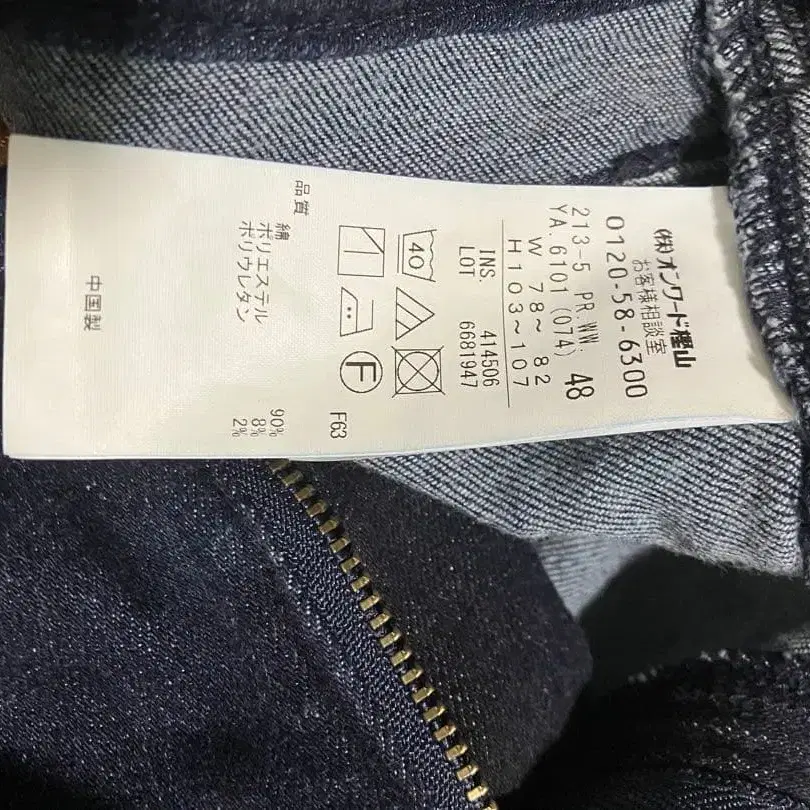 (株)オンワード樫山
お客様相談室
0120-58-6300
213-5 PR.WW. 48
YA.6101 (074)
W 78～ 82
H103～107
INS. 414506
LOT 6681947
40
F
F63
品質
綿 90%
ポリエステル 8%
ポリウレタン 2%
中国製